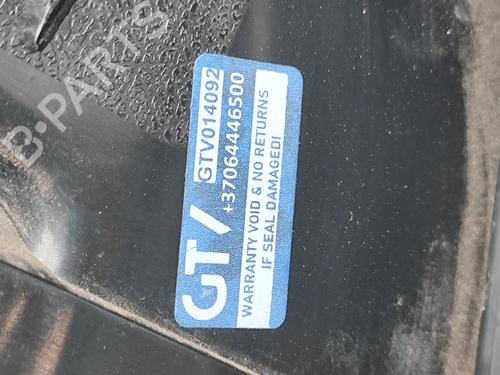 GTV
GTV014092
+37064446500
WARRANTY VOID & NO RETURNS
IF SEAL DAMAGED!
B-PARTS